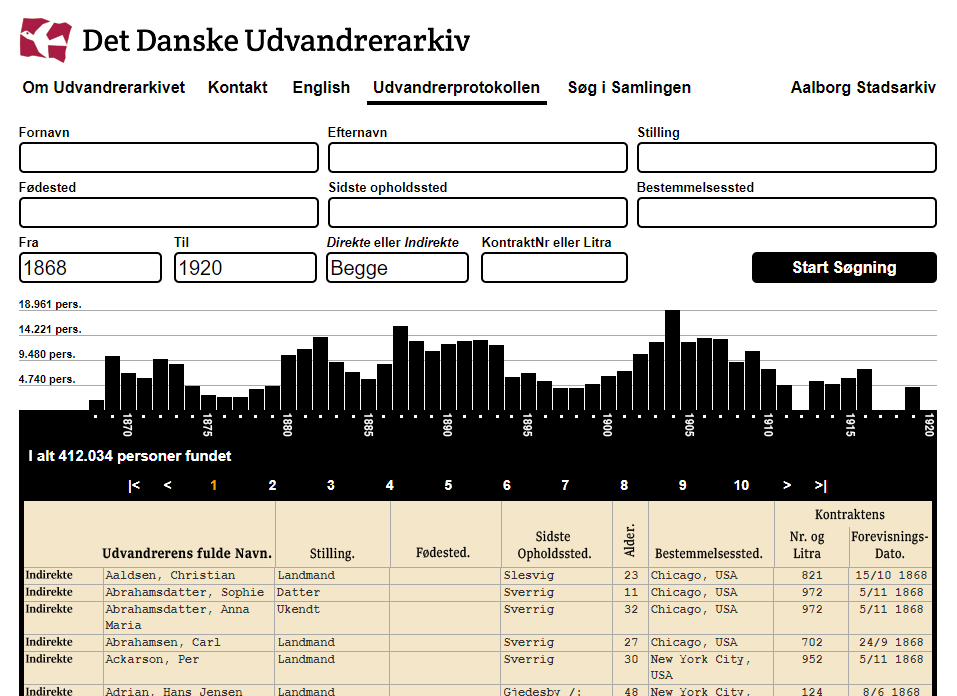 Det Danske Udvandrerarkiv
Om Udvandrerarkivet Kontakt English Udvandrerprotokollen Søg i Samlingen Aalborg Stadsarkiv
Fornavn Efternavn Stilling
Fødested Sidste opholdssted Bestemmelsessted
Fra Til Direkte eller Indirekte KontraktNr eller Litra
1868 1920 Begge Start Søgning
18.961 pers.
14.221 pers.
9.480 pers.
4.740 pers.
1870 1875 1880 1885 1890 1895 1900 1905 1910 1915 1920
I alt 412.034 personer fundet
|< < 1 2 3 4 5 6 7 8 9 10 > >|
Kontraktens
Udvandrerens fulde Navn. Stilling. Fødested. Sidste Opholdssted. Alder. Bestemmelsessted. Nr. og Litra Forevisnings-Dato.
Indirekte Aaldsen, Christian Landmand Slesvig 23 Chicago, USA 821 15/10 1868
Indirekte Abrahamsdatter, Sophie Datter Sverrig 11 Chicago, USA 972 5/11 1868
Indirekte Abrahamsdatter, Anna Ukendt Sverrig 32 Chicago, USA 972 5/11 1868
Maria
Indirekte Abrahamsen, Carl Landmand Sverrig 27 Chicago, USA 702 24/9 1868
Indirekte Ackarson, Per Landmand Sverrig 30 New York City, 952 5/11 1868
USA
Indirekte Adrian, Hans Jensen Landmand Gjedesby /: 48 New York City, 124 8/6 1868